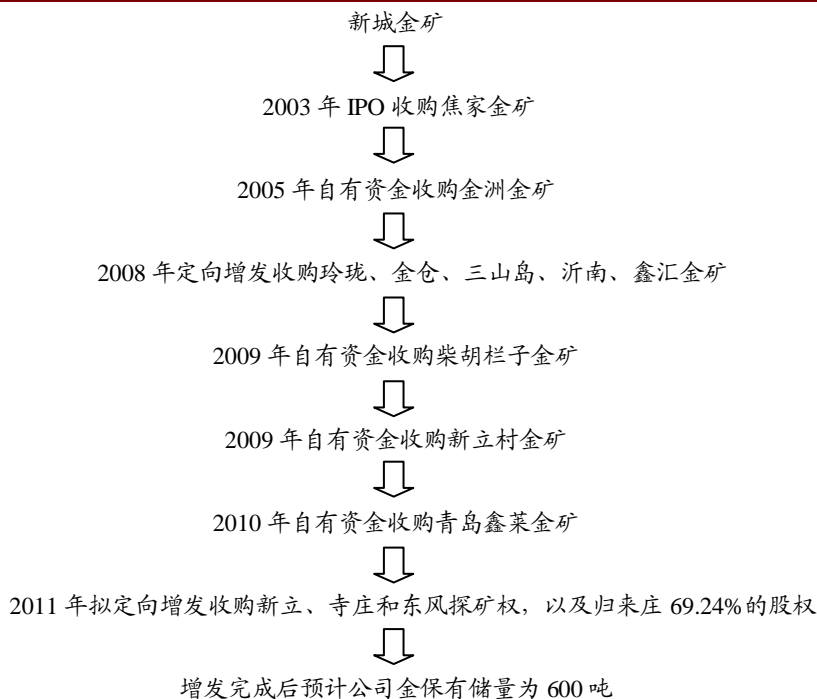 新城金矿
2003 年 IPO 收购焦家金矿
2005 年自有资金收购金洲金矿
2008 年定向增发收购玲珑、金仓、三山岛、沂南、鑫汇金矿
2009 年自有资金收购柴胡栏子金矿
2009 年自有资金收购新立村金矿
2010 年自有资金收购青岛鑫莱金矿
2011 年拟定向增发收购新立、寺庄和东风探矿权，以及归来庄 69.24%的股权
增发完成后预计公司金保有储量为 600 吨